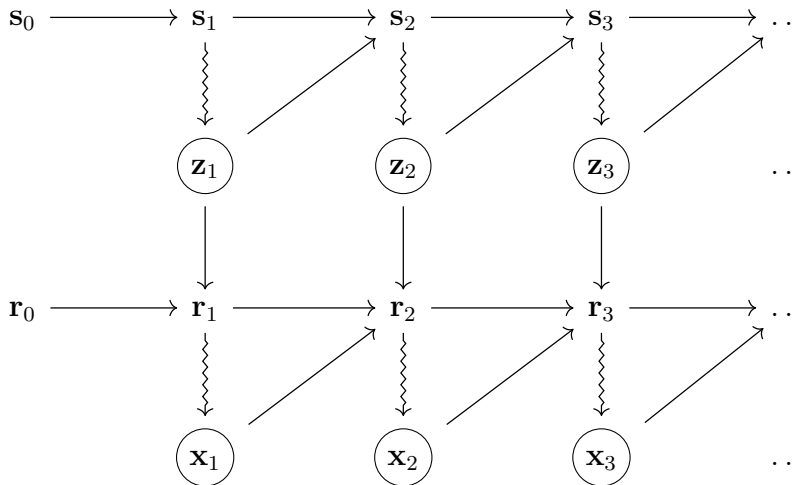 s₀ s₁ s₂ s₃ . .
z₁ z₂ z₃ . .
r₀ r₁ r₂ r₃ . .
x₁ x₂ x₃ . .